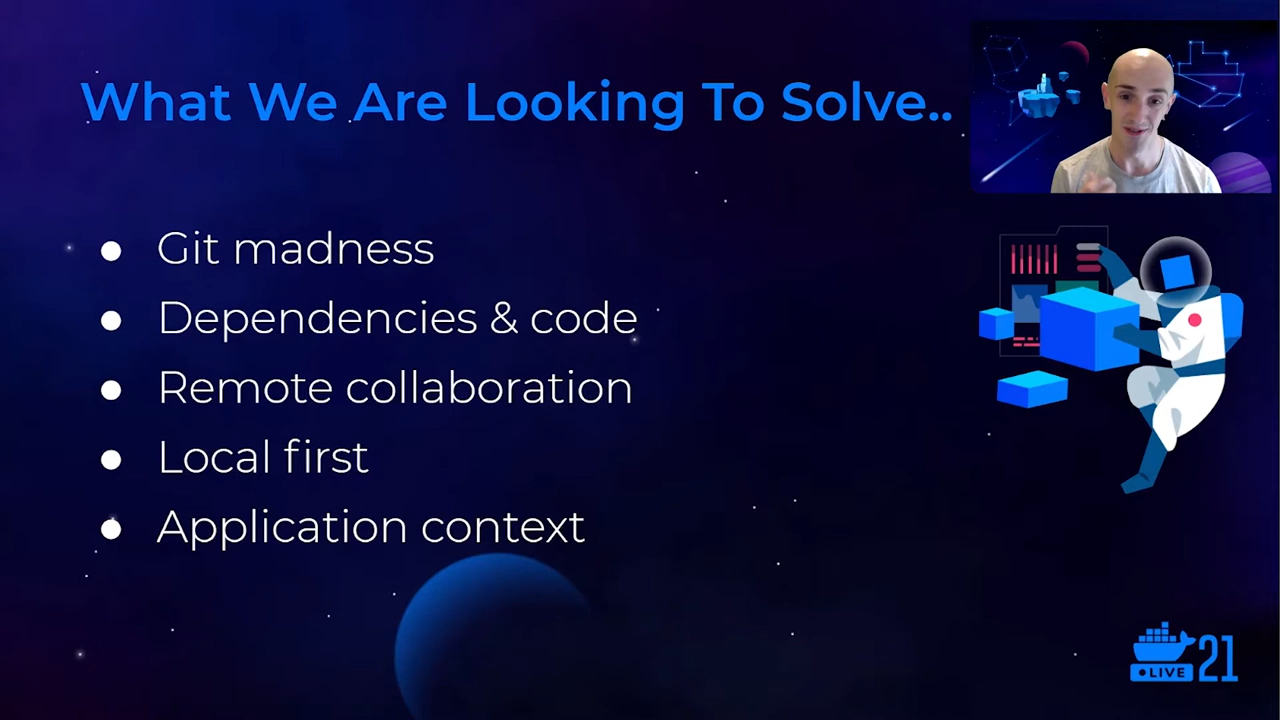 What We Are Looking To Solve..
Git madness
Dependencies & code
Remote collaboration
Local first
Application context
LIVE 21